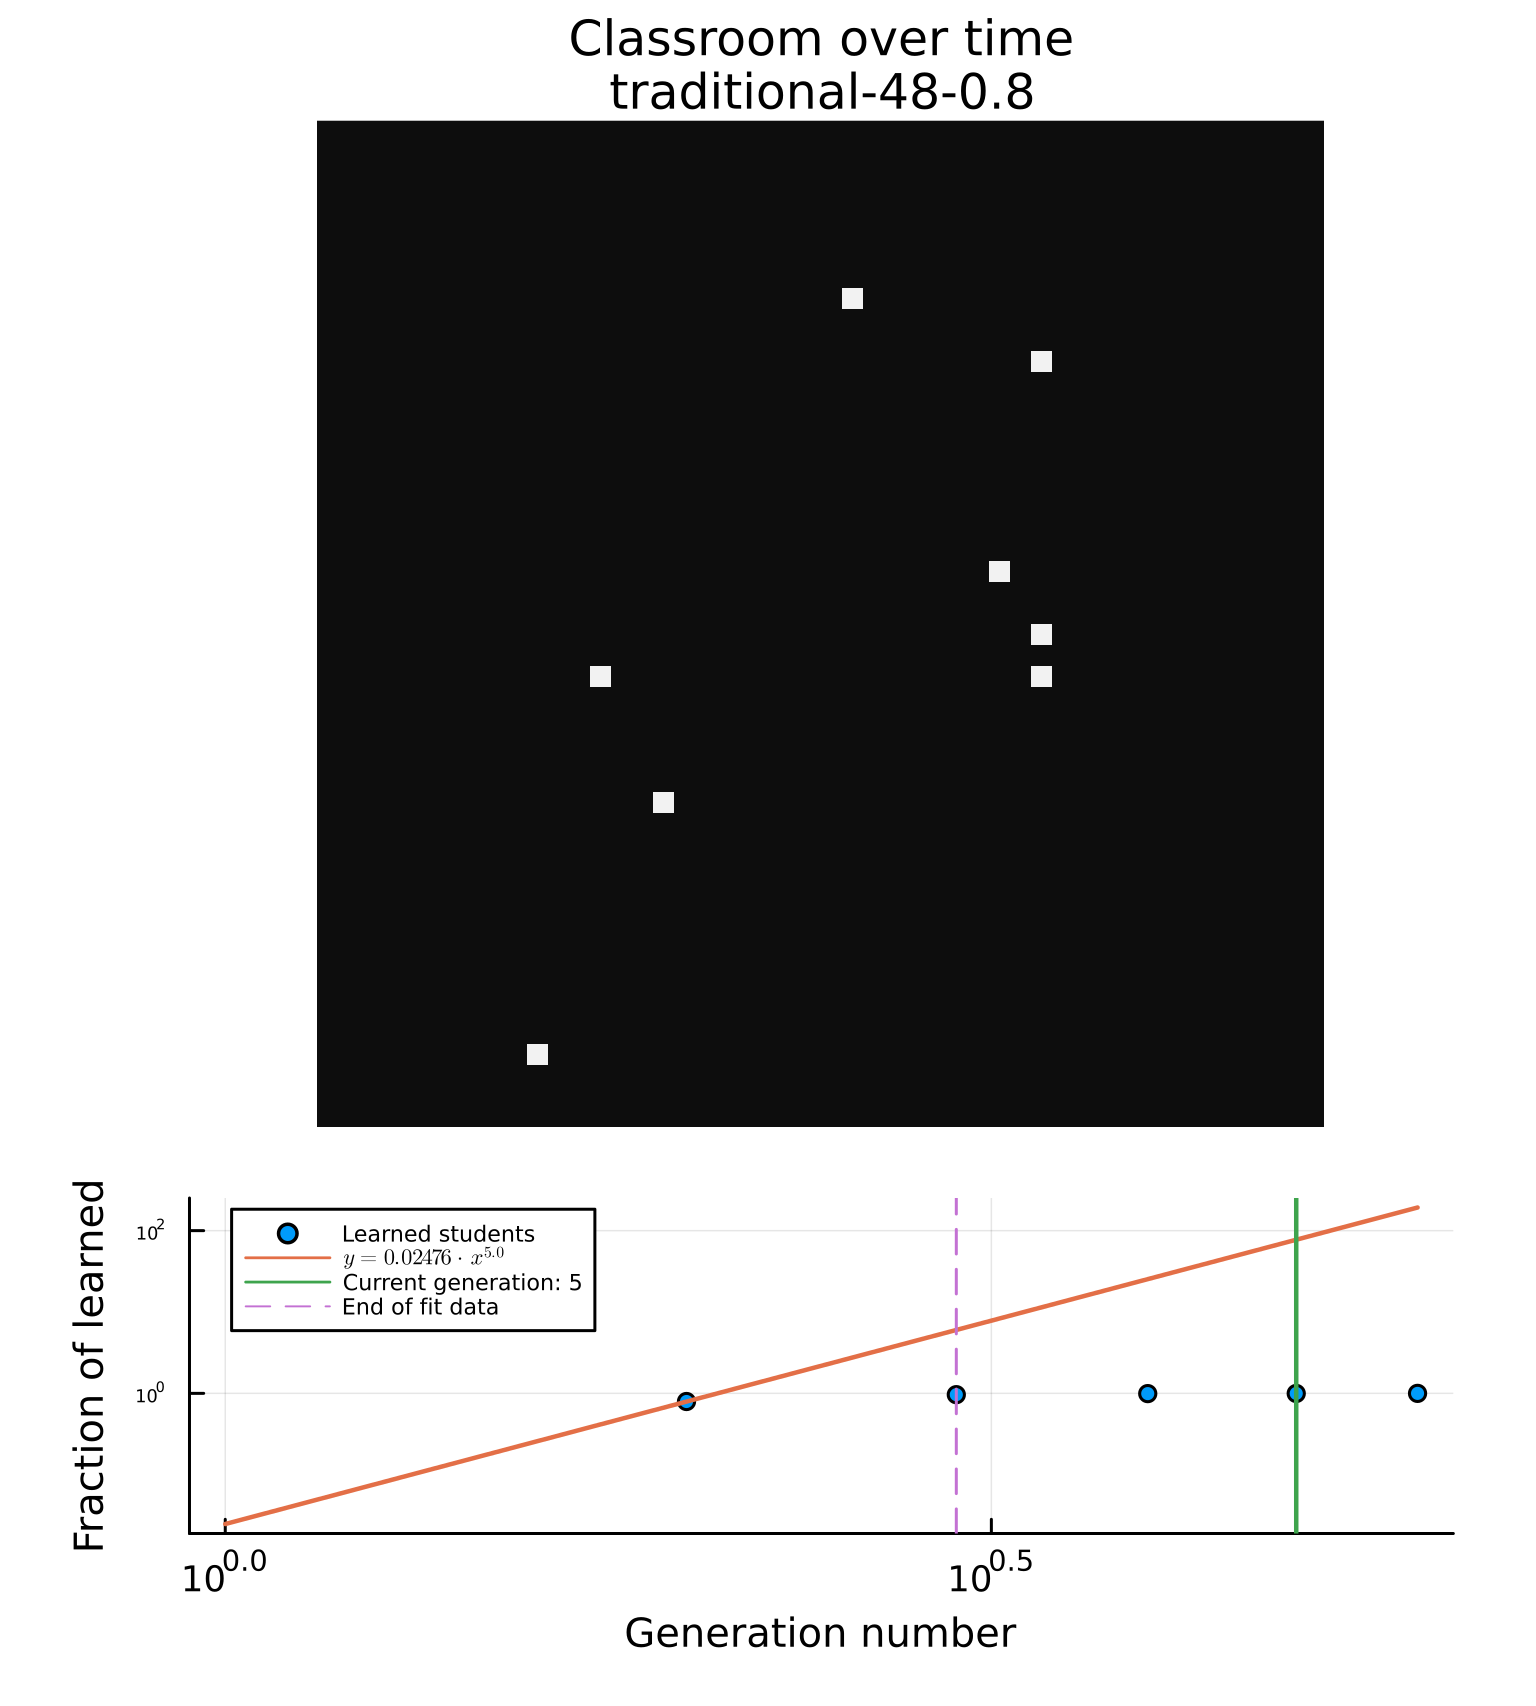 Classroom over time
traditional-48-0.8
Fraction of learned
10^2
10^0
Learned students
y = 0.02476 · x^5.0
Current generation: 5
End of fit data
10^0.0
10^0.5
Generation number